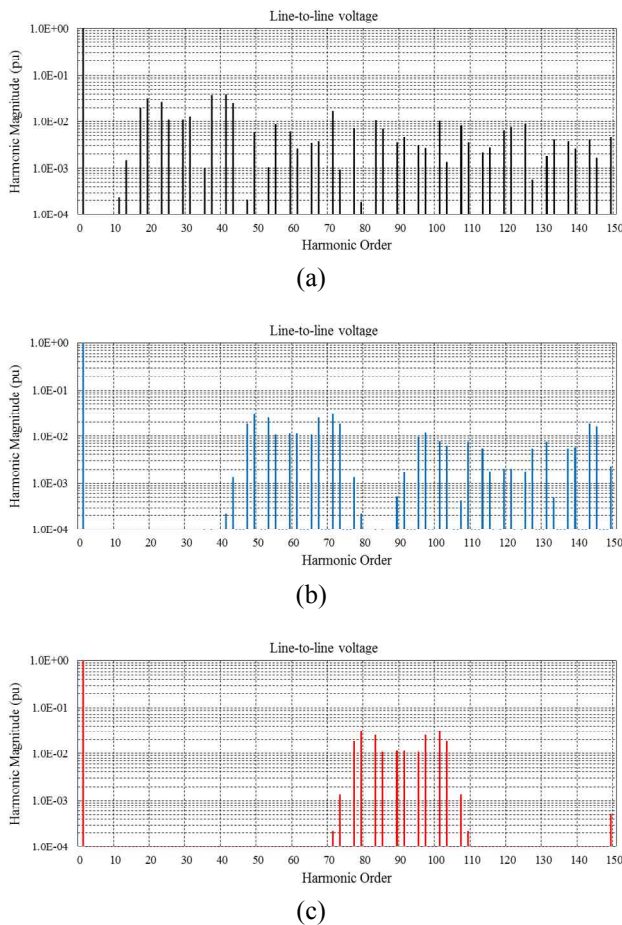 Line-to-line voltage
Harmonic Magnitude (pu)
1.0E+00
1.0E-01
1.0E-02
1.0E-03
1.0E-04
0 10 20 30 40 50 60 70 80 90 100 110 120 130 140 150
Harmonic Order
(a)
Line-to-line voltage
Harmonic Magnitude (pu)
1.0E+00
1.0E-01
1.0E-02
1.0E-03
1.0E-04
0 10 20 30 40 50 60 70 80 90 100 110 120 130 140 150
Harmonic Order
(b)
Line-to-line voltage
Harmonic Magnitude (pu)
1.0E+00
1.0E-01
1.0E-02
1.0E-03
1.0E-04
0 10 20 30 40 50 60 70 80 90 100 110 120 130 140 150
Harmonic Order
(c)